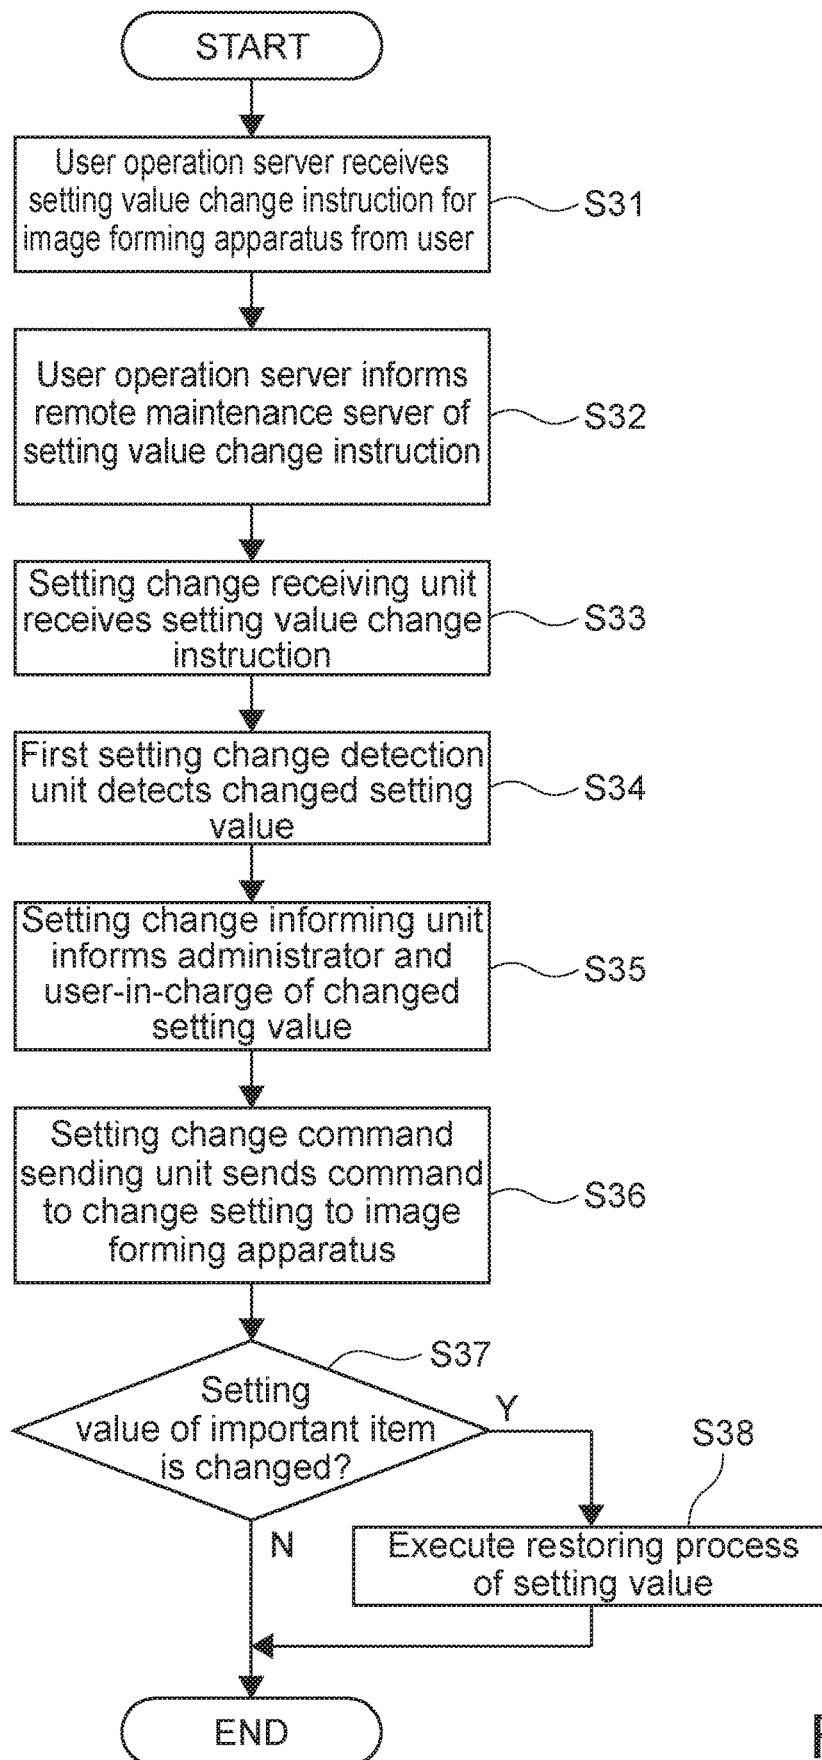 START
User operation server receives
setting value change instruction for
image forming apparatus from user
S31
User operation server informs
remote maintenance server of
setting value change instruction
S32
Setting change receiving unit
receives setting value change
instruction
S33
First setting change detection
unit detects changed setting
value
S34
Setting change informing unit
informs administrator and
user-in-charge of changed
setting value
S35
Setting change command
sending unit sends command
to change setting to image
forming apparatus
S36
S37
Setting
value of important item
is changed?
Y
N
S38
Execute restoring process
of setting value
END